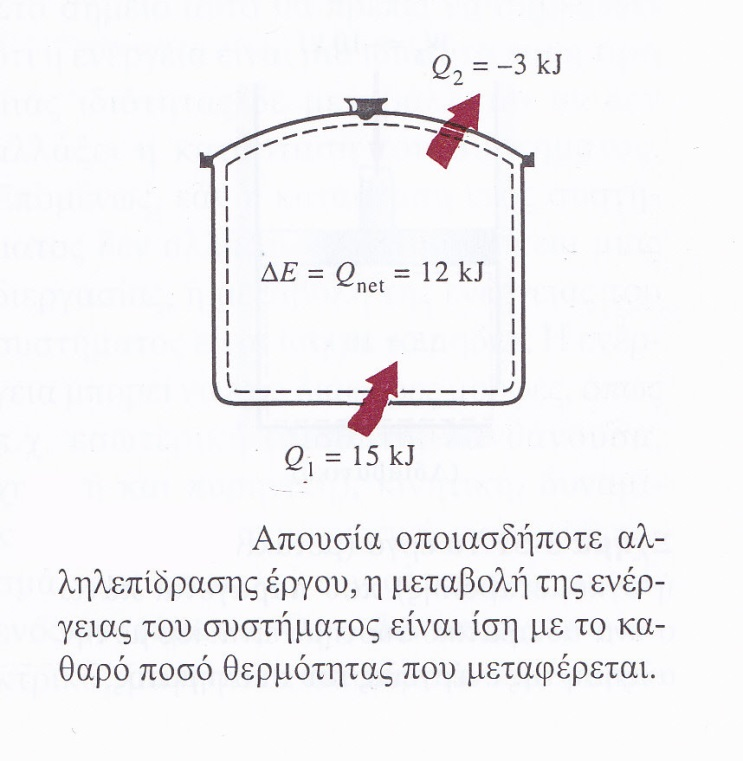 Q2 = –3 kJ
ΔE = Qnet = 12 kJ
Q1 = 15 kJ
Απουσία οποιασδήποτε αλ-
ληλεπίδρασης έργου, η μεταβολή της ενέρ-
γειας του συστήματος είναι ίση με το κα-
θαρό ποσό θερμότητας που μεταφέρεται.